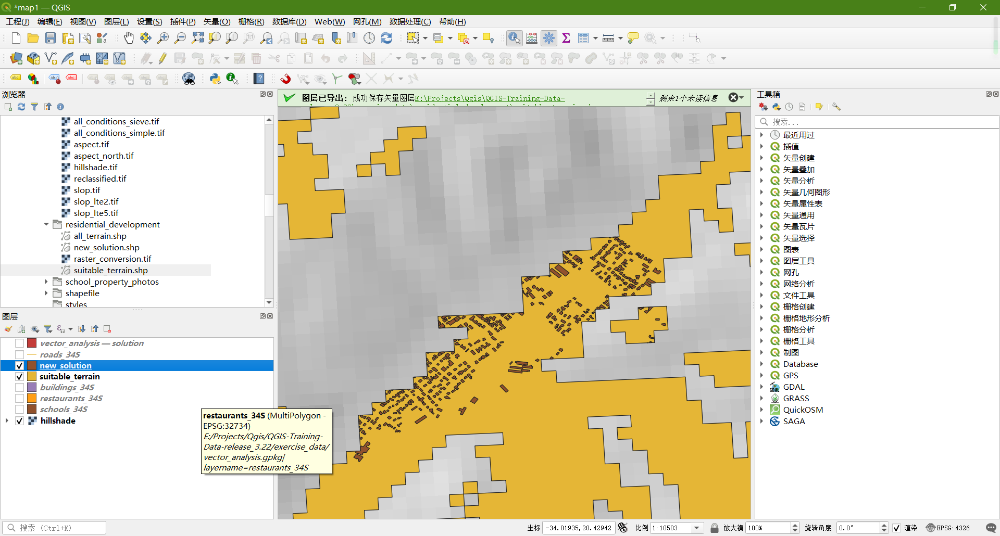 *map1 — QGIS
工程(J) 编辑(E) 视图(V) 图层(L) 设置(S) 插件(P) 矢量(O) 栅格(R) 数据库(D) Web(W) 网孔(M) 数据处理(C) 帮助(H)
浏览器
all_conditions_sieve.tif
all_conditions_simple.tif
aspect.tif
aspect_north.tif
hillshade.tif
reclassified.tif
slop.tif
slop_lte2.tif
slop_lte5.tif
residential_development
all_terrain.shp
new_solution.shp
raster_conversion.tif
suitable_terrain.shp
school_property_photos
shapefile
styles
图层
vector_analysis — solution
roads_34S
new_solution
suitable_terrain
buildings_34S
restaurants_34S
schools_34S
hillshade
图层已导出：成功保存矢量图层E:\Projects\Qgis\QGIS-Training-Data-
剩余1个未读信息
restaurants_34S (MultiPolygon -
EPSG:32734)
E:/Projects/Qgis/QGIS-Training-
Data-release_3.22/exercise_data/
vector_analysis.gpkg|
layername=restaurants_34S
工具箱
搜索...
最近用过
插值
矢量创建
矢量叠加
矢量分析
矢量几何图形
矢量属性表
矢量通用
矢量瓦片
矢量选择
图表
图层工具
网孔
网络分析
文件工具
栅格创建
栅格地形分析
栅格分析
栅格工具
制图
Database
GPS
GDAL
GRASS
QuickOSM
SAGA
搜索 (Ctrl+K)
坐标 -34.01935,20.42942 比例 1:10503 放大镜 100% 旋转角度 0.0° 渲染 EPSG:4326